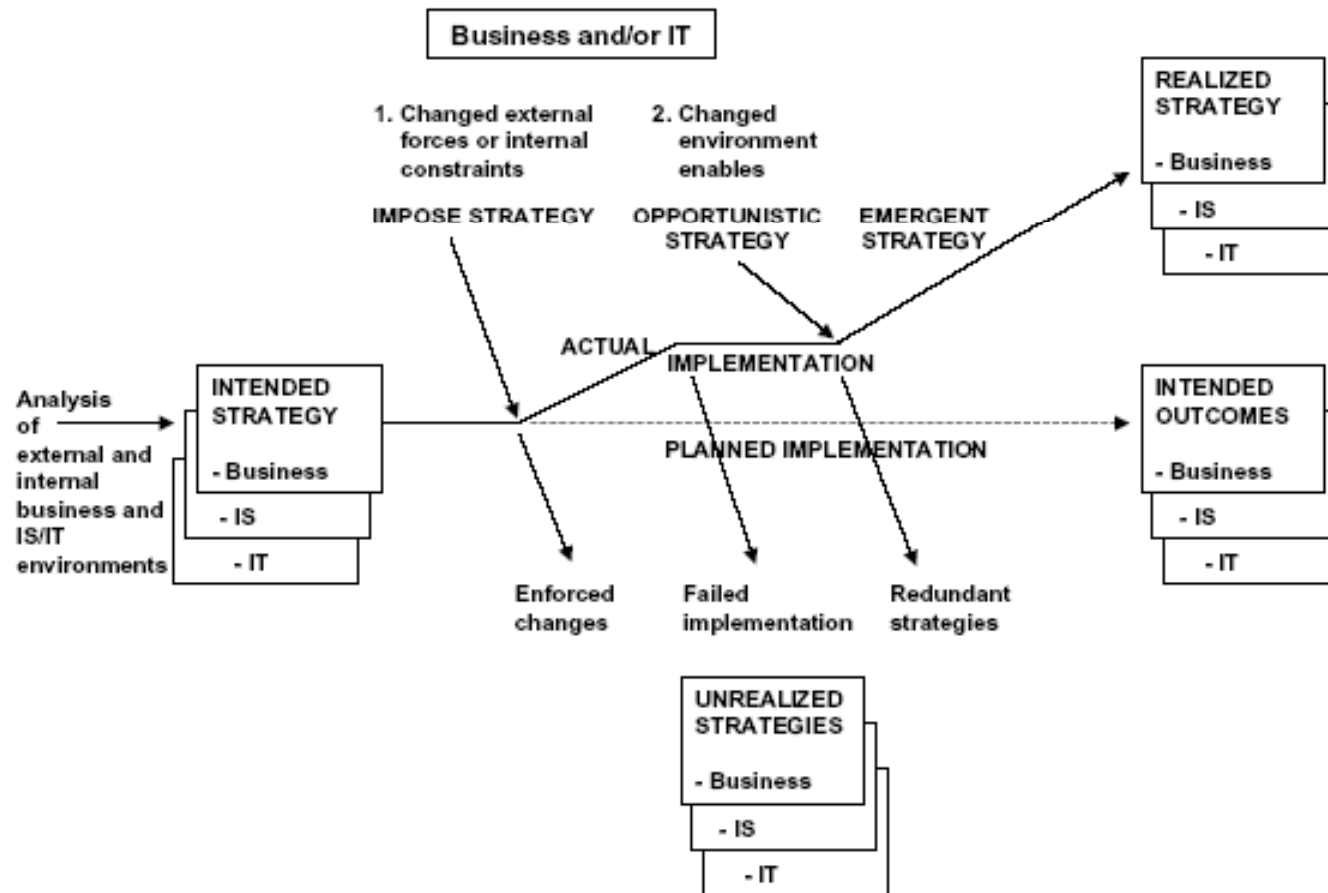 Business and/or IT
1. Changed external
forces or internal
constraints
IMPOSE STRATEGY
2. Changed
environment
enables
OPPORTUNISTIC
STRATEGY
EMERGENT
STRATEGY
REALIZED
STRATEGY
- Business
- IS
- IT
ACTUAL
IMPLEMENTATION
Analysis
of
external and
internal
business and
IS/IT
environments
INTENDED
STRATEGY
- Business
- IS
- IT
PLANNED IMPLEMENTATION
INTENDED
OUTCOMES
- Business
- IS
- IT
Enforced
changes
Failed
implementation
Redundant
strategies
UNREALIZED
STRATEGIES
- Business
- IS
- IT